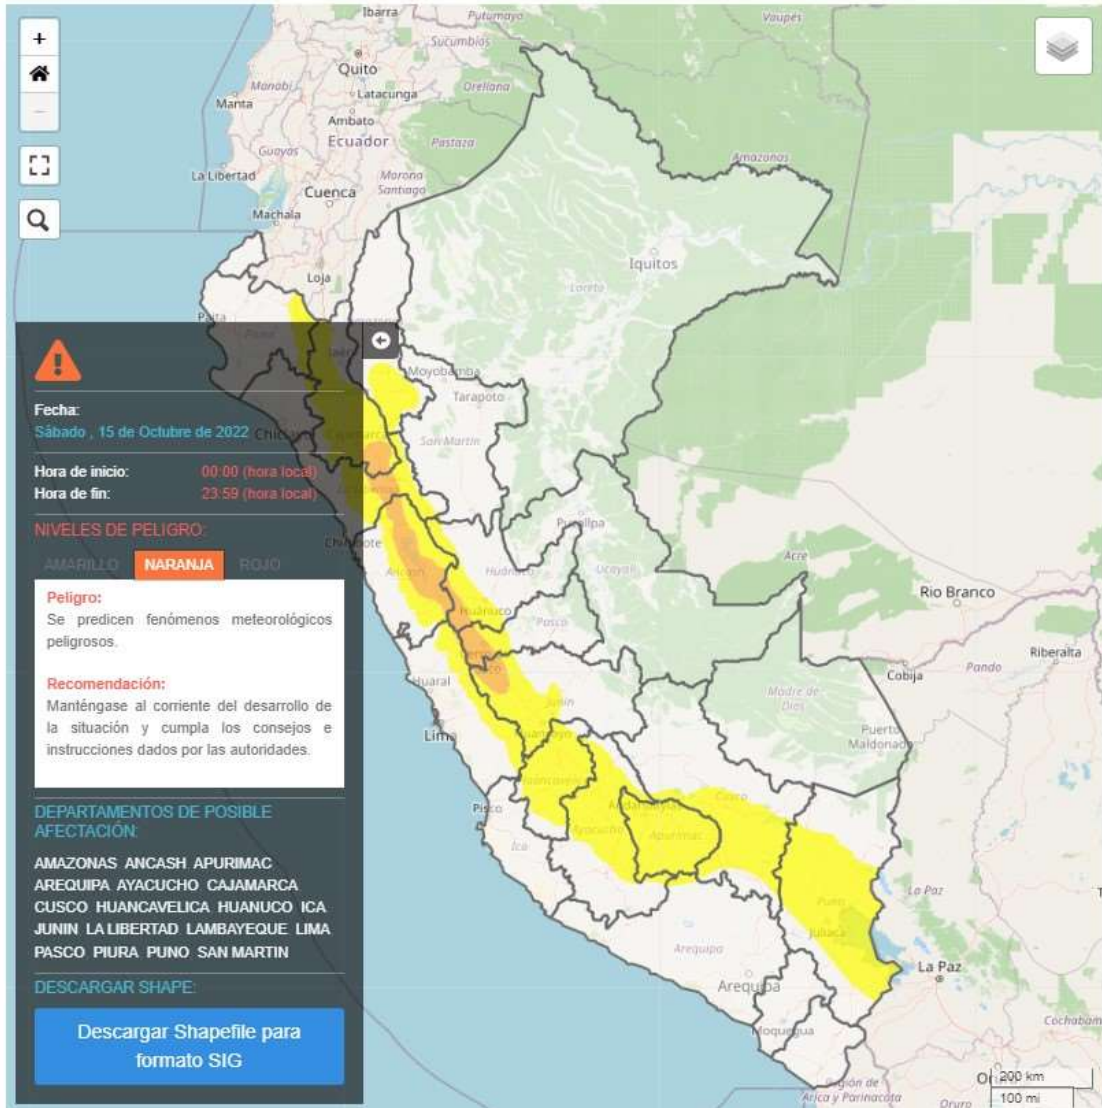 +
Ibarra
Putumayo
Vaupés
Sucumbíos
Quito
Manabí
Orellana
Latacunga
Manta
Ambato
Ecuador
Pastaza
Guayas
Amazonas
La Libertad
Morona
Santiago
Cuenca
Machala
Iquitos
Loja
Loreto
Paita
Moyobamba
Tarapoto
San Martín
Fecha:
Sábado , 15 de Octubre de 2022
Hora de inicio: 00:00 (hora local)
Hora de fin: 23:59 (hora local)
NIVELES DE PELIGRO:
AMARILLO NARANJA ROJO
Peligro:
Se predicen fenómenos meteorológicos
peligrosos.
Recomendación:
Manténgase al corriente del desarrollo de
la situación y cumpla los consejos e
instrucciones dados por las autoridades.
DEPARTAMENTOS DE POSIBLE
AFECTACIÓN:
AMAZONAS ANCASH APURIMAC
AREQUIPA AYACUCHO CAJAMARCA
CUSCO HUANCAVELICA HUANUCO ICA
JUNIN LA LIBERTAD LAMBAYEQUE LIMA
PASCO PIURA PUNO SAN MARTIN
DESCARGAR SHAPE:
Descargar Shapefile para
formato SIG
Pucallpa
Acre
Huánuco
Ucayali
Rio Branco
Huánuco
Pasco
Riberalta
Pando
Cobija
Huaral
Junín
Madre de
Dios
Lima
Puerto
Maldonado
Huancavelica
Pisco
Cusco
Ayacucho
Apurímac
Ica
Puno
La Paz
Juliaca
Arequipa
La Paz
Arequipa
Moquegua
Cochabam
200 km
Región de
Arica y Parinacota
Oruro
100 mi